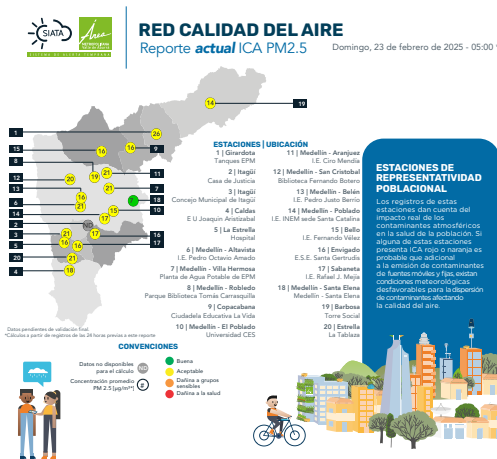 SIATA
Área
METROPOLITANA
Valle de Aburrá
SISTEMA DE ALERTA TEMPRANA
RED CALIDAD DEL AIRE
Reporte actual ICA PM2.5
Domingo, 23 de febrero de 2025 - 05:00
14
19
1
15
8
12
13
6
14
2
3
5
20
4
26
16
16
9
21
19
20
11
21
7
16
21
2
18
15
10
17
21
16
16
16
17
21
18
ESTACIONES | UBICACIÓN
1 | Girardota
Tanques EPM
2 | Itagüí
Casa de Justicia
3 | Itagüí
Concejo Municipal de Itagüí
4 | Caldas
E U Joaquin Aristizabal
5 | La Estrella
Hospital
6 | Medellín - Altavista
I.E. Pedro Octavio Amado
7 | Medellín - Villa Hermosa
Planta de Agua Potable de EPM
8 | Medellín - Robledo
Parque Biblioteca Tomás Carrasquilla
9 | Copacabana
Ciudadela Educativa La Vida
10 | Medellín - El Poblado
Universidad CES
11 | Medellín - Aranjuez
I.E. Ciro Mendía
12 | Medellín - San Cristobal
Biblioteca Fernando Botero
13 | Medellín - Belén
I.E. Pedro Justo Berrío
14 | Medellín - Poblado
I.E. INEM sede Santa Catalina
15 | Bello
I.E. Fernando Vélez
16 | Envigado
E.S.E. Santa Gertrudis
17 | Sabaneta
I.E. Rafael J. Mejía
18 | Medellín - Santa Elena
Medellín - Santa Elena
19 | Barbosa
Torre Social
20 | Estrella
La Tablaza
ESTACIONES DE
REPRESENTATIVIDAD
POBLACIONAL
Los registros de estas
estaciones dan cuenta del
impacto real de los
contaminantes atmosféricos
en la salud de la población. Si
alguna de estas estaciones
presenta ICA rojo o naranja es
probable que adicional
a la emisión de contaminantes
de fuentes móviles y fijas, existan
condiciones meteorológicas
desfavorables para la dispersión
de contaminantes afectando
la calidad del aire.
Datos pendientes de validación final.
*Cálculos a partir de registros de las 24 horas previas a este reporte
CONVENCIONES
Datos no disponibles
para el cálculo
ND
Concentración promedio
PM 2.5 (µg/m³*)
#
Buena
Aceptable
Dañina a grupos
sensibles
Dañina a la salud